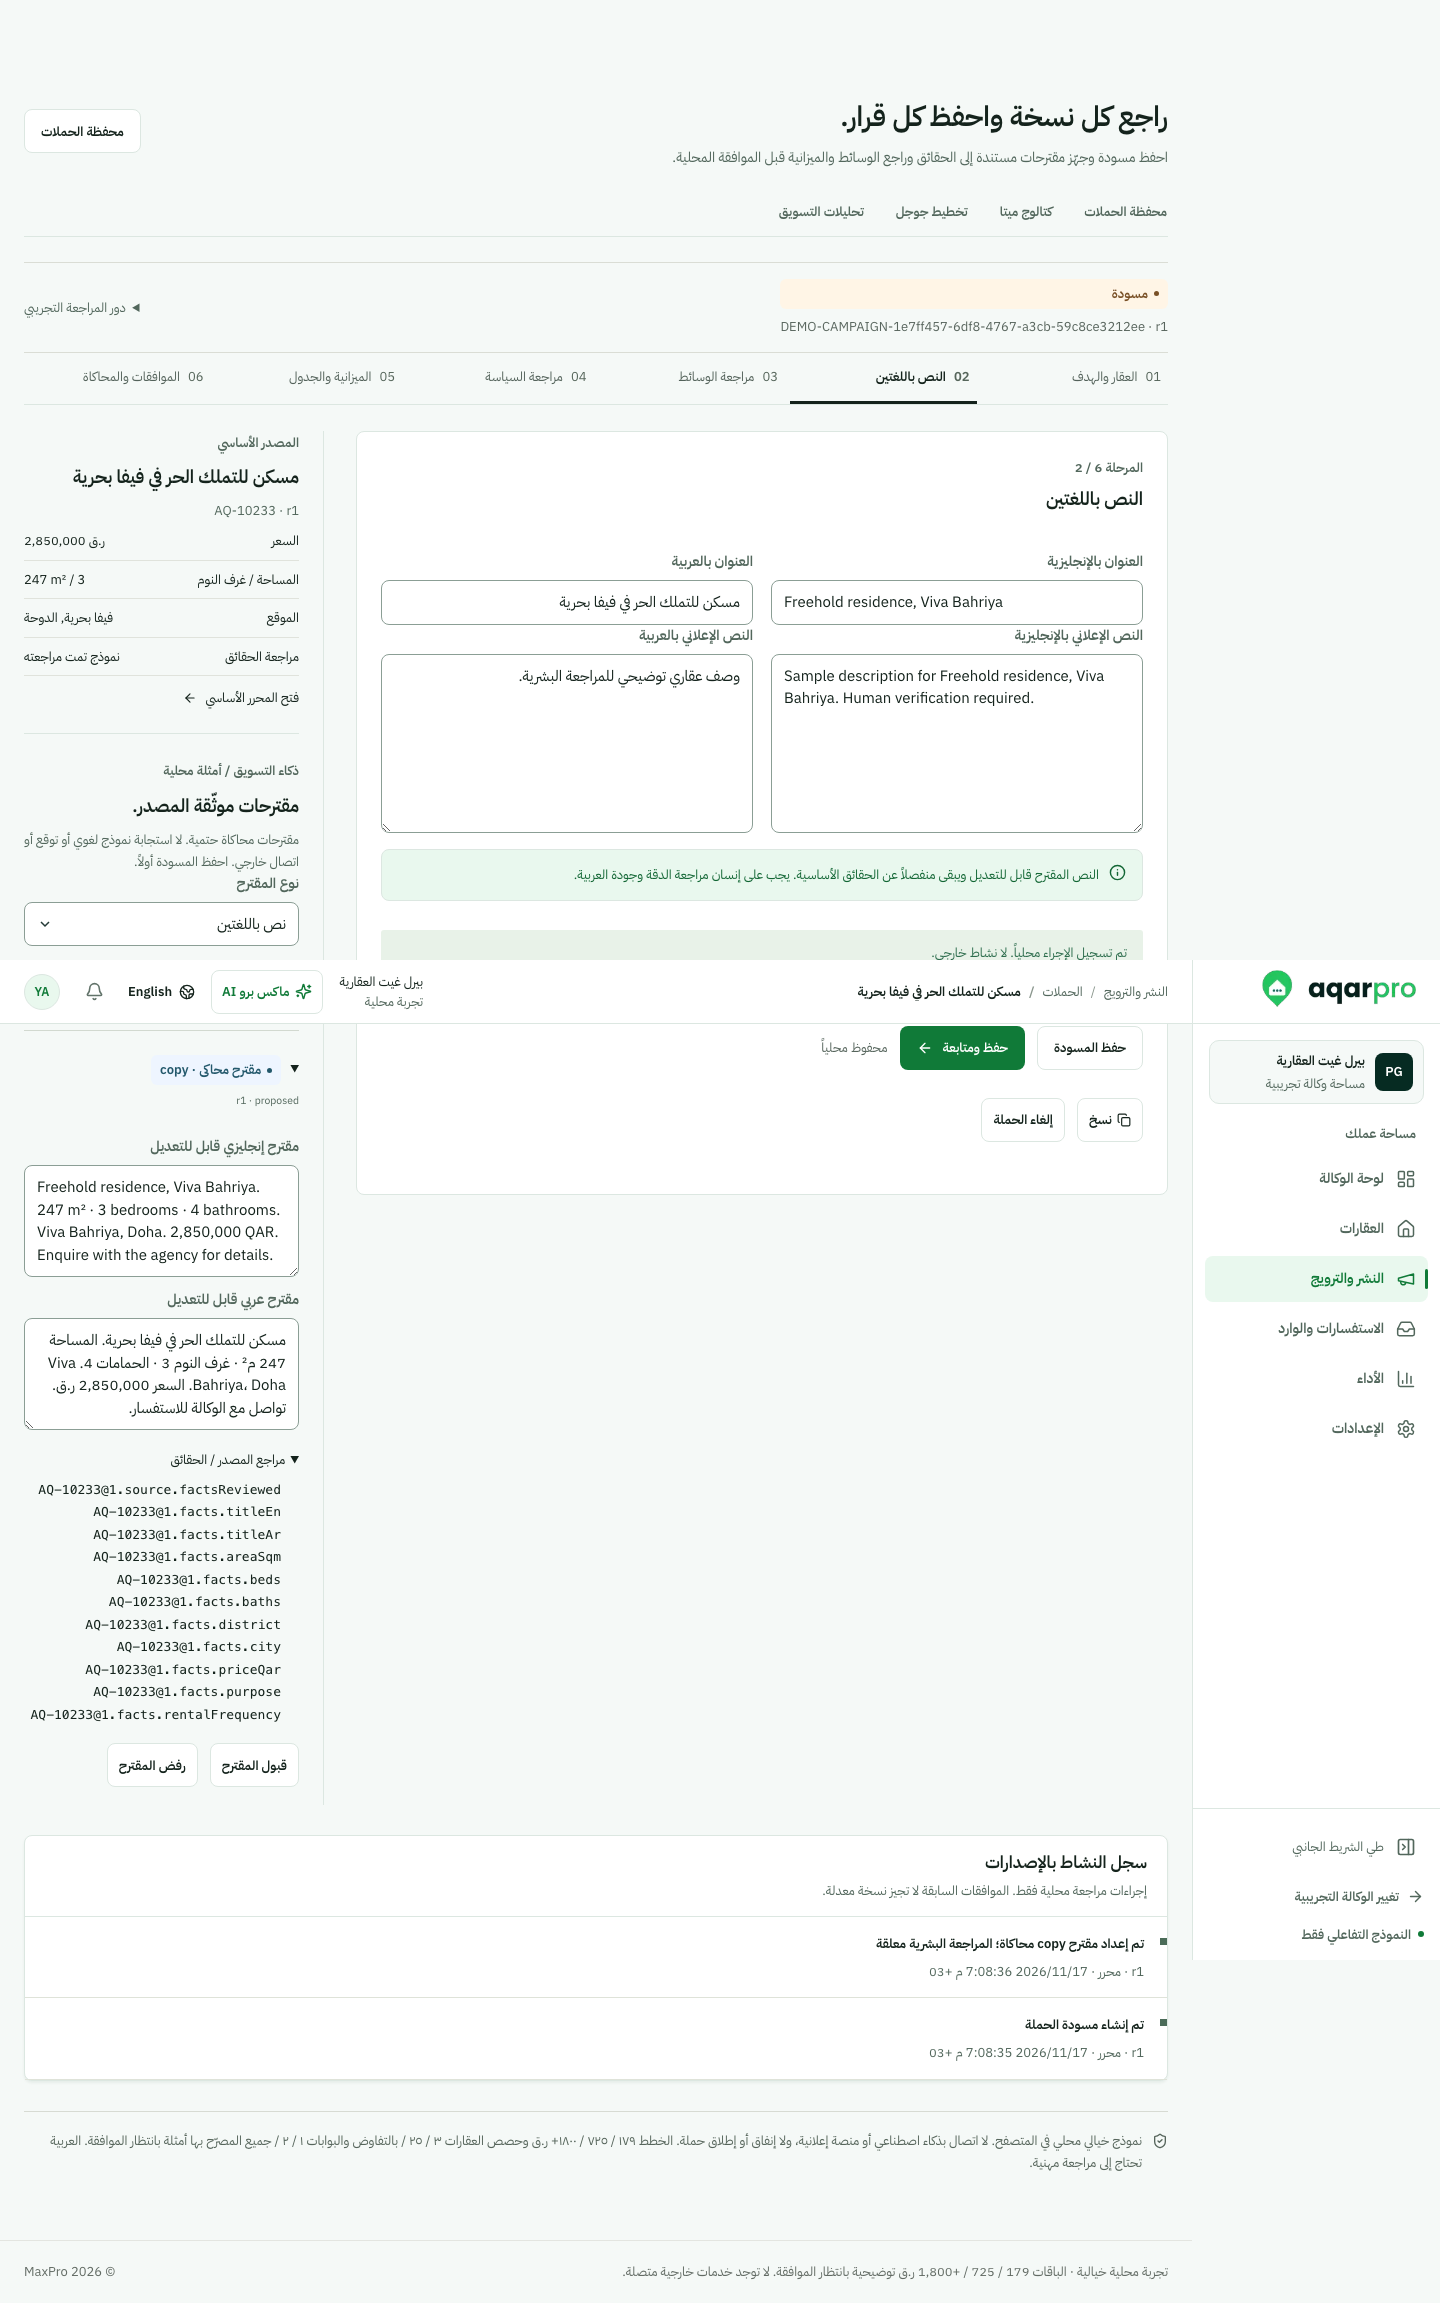 راجع كل نسخة واحفظ كل قرار.
احفظ مسودة وجهّز مقترحات مستندة إلى الحقائق وراجع الوسائط والميزانية قبل الموافقة المحلية.
محفظة الحملات
محفظة الحملات
كتالوج ميتا
تخطيط جوجل
تحليلات التسويق
مسودة
DEMO-CAMPAIGN-1e7ff457-6df8-4767-a3cb-59c8ce3212ee · r1
دور المراجعة التجريبي
01 العقار والهدف
02 النص باللغتين
03 مراجعة الوسائط
04 مراجعة السياسة
05 الميزانية والجدول
06 الموافقات والمحاكاة
المرحلة 6 / 2
النص باللغتين
العنوان بالإنجليزية
Freehold residence, Viva Bahriya
العنوان بالعربية
مسكن للتملك الحر في فيفا بحرية
النص الإعلاني بالإنجليزية
Sample description for Freehold residence, Viva
Bahriya. Human verification required.
النص الإعلاني بالعربية
وصف عقاري توضيحي للمراجعة البشرية.
النص المقترح قابل للتعديل ويبقى منفصلاً عن الحقائق الأساسية. يجب على إنسان مراجعة الدقة وجودة العربية.
تم تسجيل الإجراء محلياً. لا نشاط خارجي.
حفظ المسودة
حفظ ومتابعة
محفوظ محلياً
نسخ
إلغاء الحملة
المصدر الأساسي
مسكن للتملك الحر في فيفا بحرية
AQ-10233 · r1
السعر
ر.ق 2,850,000
المساحة / غرف النوم
247 m² / 3
الموقع
فيفا بحرية, الدوحة
مراجعة الحقائق
نموذج تمت مراجعته
فتح المحرر الأساسي
ذكاء التسويق / أمثلة محلية
مقترحات موثّقة المصدر.
مقترحات محاكاة حتمية. لا استجابة نموذج لغوي أو توقع أو
اتصال خارجي. احفظ المسودة أولاً.
نوع المقترح
نص باللغتين
aqarpro
النشر والترويج / الحملات / مسكن للتملك الحر في فيفا بحرية
بيرل غيت العقارية
تجربة محلية
ماكس برو AI
English
YA
PG
بيرل غيت العقارية
مساحة وكالة تجريبية
مساحة عملك
لوحة الوكالة
العقارات
النشر والترويج
الاستفسارات والوارد
الأداء
الإعدادات
طي الشريط الجانبي
تغيير الوكالة التجريبية
النموذج التفاعلي فقط
مقترح محاكى · copy
r1 · proposed
مقترح إنجليزي قابل للتعديل
Freehold residence, Viva Bahriya.
247 m² · 3 bedrooms · 4 bathrooms.
Viva Bahriya, Doha. 2,850,000 QAR.
Enquire with the agency for details.
مقترح عربي قابل للتعديل
مسكن للتملك الحر في فيفا بحرية. المساحة
247 م² · غرف النوم 3 · الحمامات 4. Viva
Bahriya، Doha. السعر 2,850,000 ر.ق.
تواصل مع الوكالة للاستفسار.
مراجع المصدر / الحقائق
AQ-10233@1.source.factsReviewed
AQ-10233@1.facts.titleEn
AQ-10233@1.facts.titleAr
AQ-10233@1.facts.areaSqm
AQ-10233@1.facts.beds
AQ-10233@1.facts.baths
AQ-10233@1.facts.district
AQ-10233@1.facts.city
AQ-10233@1.facts.priceQar
AQ-10233@1.facts.purpose
AQ-10233@1.facts.rentalFrequency
قبول المقترح
رفض المقترح
سجل النشاط بالإصدارات
إجراءات مراجعة محلية فقط. الموافقات السابقة لا تجيز نسخة معدلة.
تم إعداد مقترح copy محاكاة؛ المراجعة البشرية معلقة
r1 · محرر · 2026/11/17 7:08:36 م +03
تم إنشاء مسودة الحملة
r1 · محرر · 2026/11/17 7:08:35 م +03
نموذج خيالي محلي في المتصفح. لا اتصال بذكاء اصطناعي أو منصة إعلانية، ولا إنفاق أو إطلاق حملة. الخطط ١٧٩ / ٧٢٥ / ١٨٠٠+ ر.ق وحصص العقارات ٣ / ٢٥ / بالتفاوض والبوابات ١ / ٢ / جميع المصرّح بها أمثلة بانتظار الموافقة. العربية
تحتاج إلى مراجعة مهنية.
تجربة محلية خيالية · الباقات 179 / 725 / 1,800+ ر.ق توضيحية بانتظار الموافقة. لا توجد خدمات خارجية متصلة.
© 2026 MaxPro